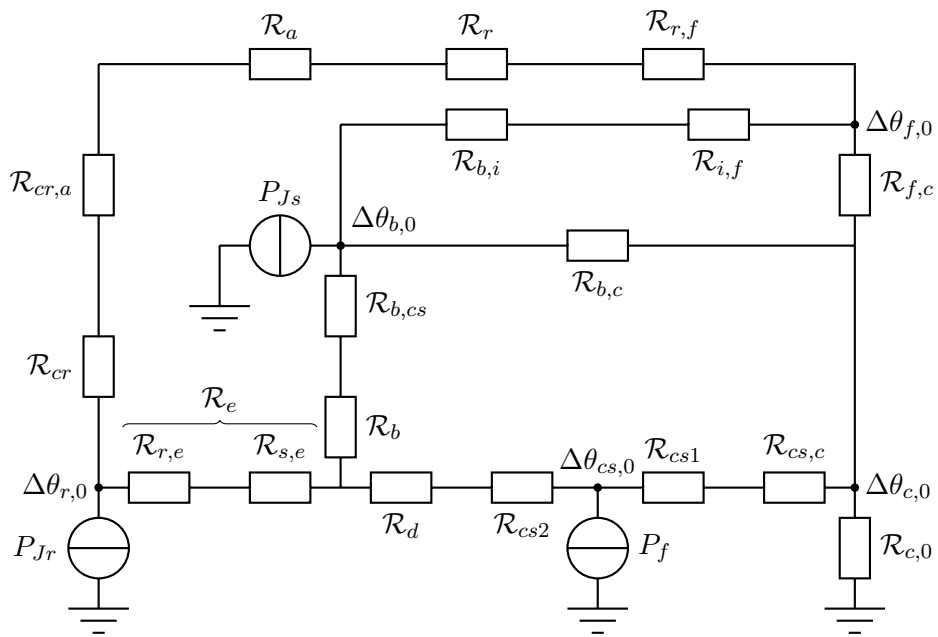 ℛ_a
ℛ_r
ℛ_{r,f}
Δθ_{f,0}
ℛ_{b,i}
ℛ_{i,f}
ℛ_{cr,a}
ℛ_{f,c}
P_{Js}
Δθ_{b,0}
ℛ_{b,c}
ℛ_{b,cs}
ℛ_{cr}
ℛ_e
ℛ_b
ℛ_{r,e}
ℛ_{s,e}
Δθ_{cs,0}
ℛ_{cs1}
ℛ_{cs,c}
Δθ_{r,0}
Δθ_{c,0}
ℛ_d
ℛ_{cs2}
P_{Jr}
P_f
ℛ_{c,0}